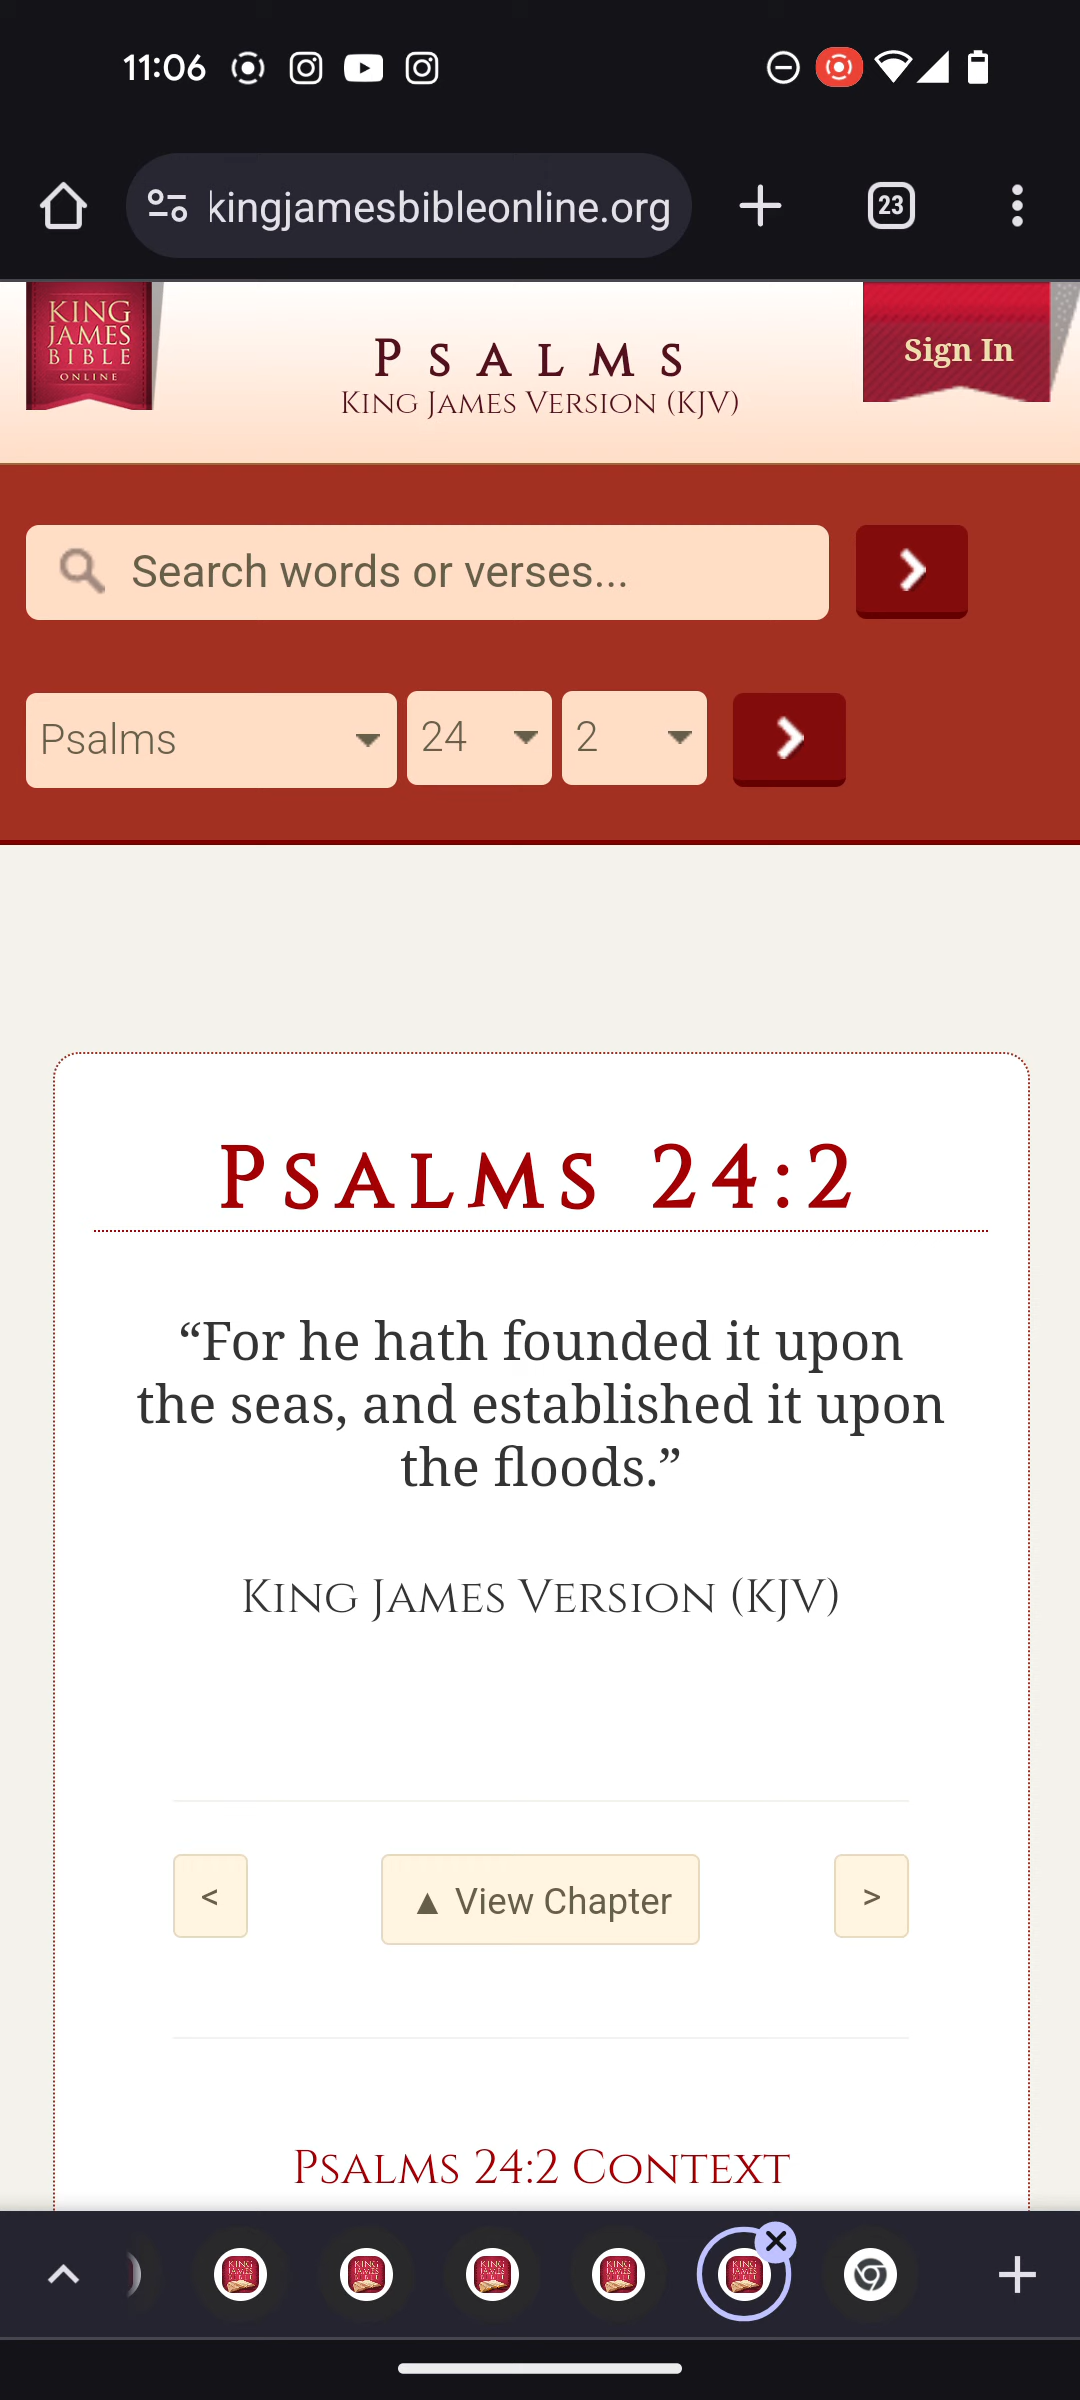 11:06
kingjamesbibleonline.org
23
KING
JAMES
BIBLE
ONLINE
Psalms
King James Version (KJV)
Sign In
Search words or verses...
Psalms
24
2
Psalms 24:2
“For he hath founded it upon
the seas, and established it upon
the floods.”
King James Version (KJV)
<
▲ View Chapter
>
Psalms 24:2 Context